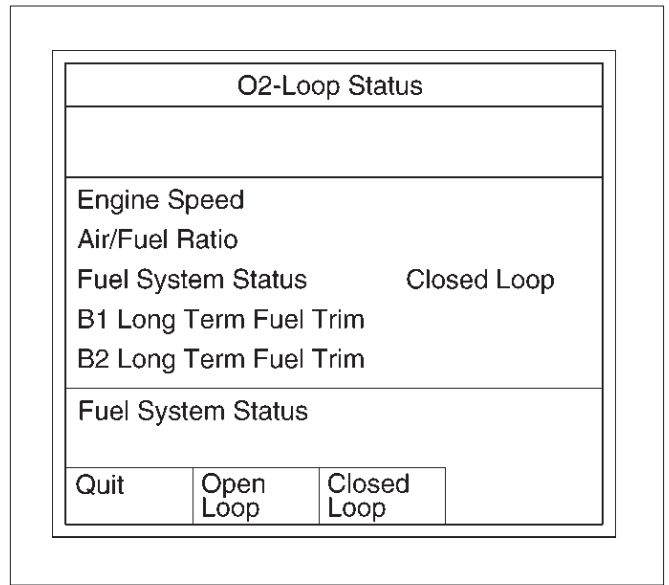 O2-Loop Status
Engine Speed
Air/Fuel Ratio
Fuel System Status Closed Loop
B1 Long Term Fuel Trim
B2 Long Term Fuel Trim
Fuel System Status
Quit Open Loop Closed Loop